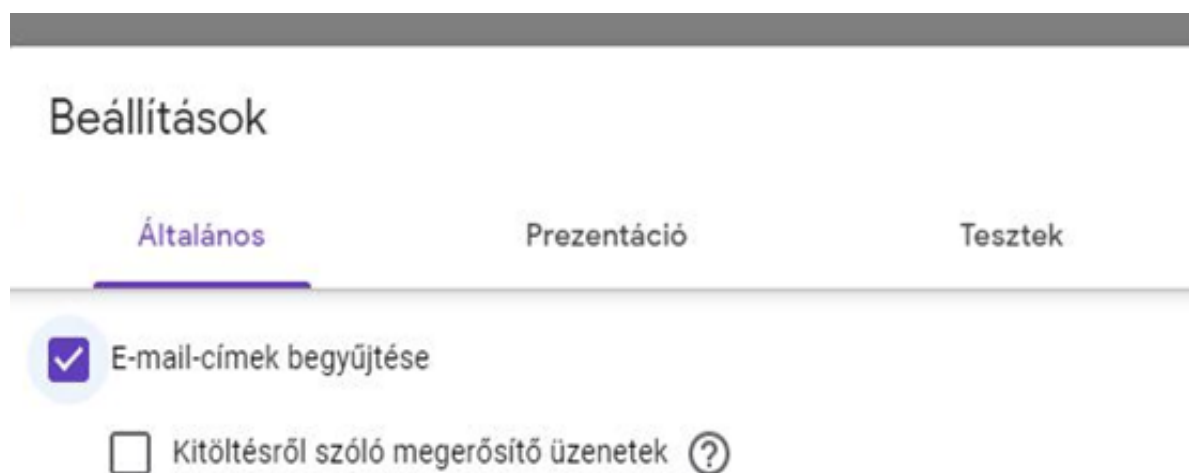 Beállítások
Általános Prezentáció Tesztek
E-mail-címek begyűjtése
Kitöltésről szóló megerősítő üzenetek